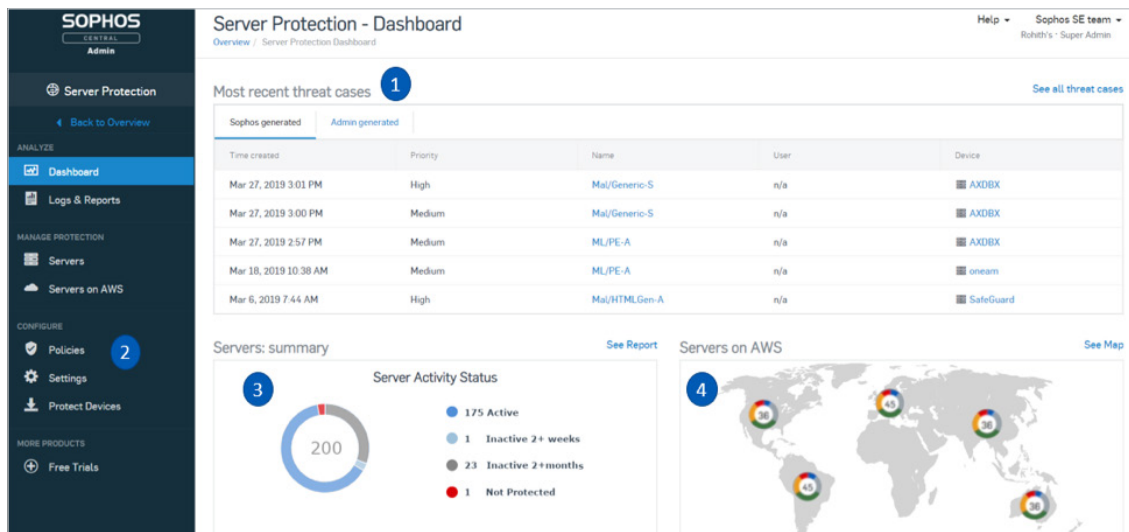 SOPHOS
CENTRAL
Admin
Server Protection
Back to Overview
ANALYZE
Dashboard
Logs & Reports
MANAGE PROTECTION
Servers
Servers on AWS
CONFIGURE
Policies
2
Settings
Protect Devices
MORE PRODUCTS
Free Trials
Server Protection - Dashboard
Overview / Server Protection Dashboard
Help
Sophos SE team
Rohith's - Super Admin
Most recent threat cases
1
See all threat cases
Sophos generated Admin generated
Time created Priority Name User Device
Mar 27, 2019 3:01 PM High Mal/Generic-S n/a AXDBX
Mar 27, 2019 3:00 PM Medium Mal/Generic-S n/a AXDBX
Mar 27, 2019 2:57 PM Medium ML/PE-A n/a AXDBX
Mar 18, 2019 10:38 AM Medium ML/PE-A n/a
Mar 6, 2019 7:44 AM High Mal/HTMLGen-A n/a SafeGuard
Servers: summary
See Report
3
Server Activity Status
200
175 Active
1 Inactive 2+ weeks
23 Inactive 2+months
1 Not Protected
Servers on AWS
See Map
4
36
45
36
45
36